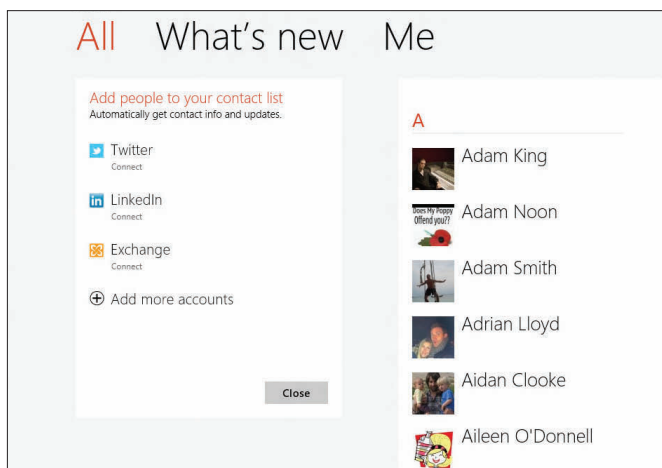 All What's new Me
Add people to your contact list
Automatically get contact info and updates.
Twitter
Connect
in LinkedIn
Connect
Exchange
Connect
Add more accounts
Close
A
Adam King
Does My Poppy
Offend you??
Adam Noon
Adam Smith
Adrian Lloyd
Aidan Clooke
Aileen O'Donnell